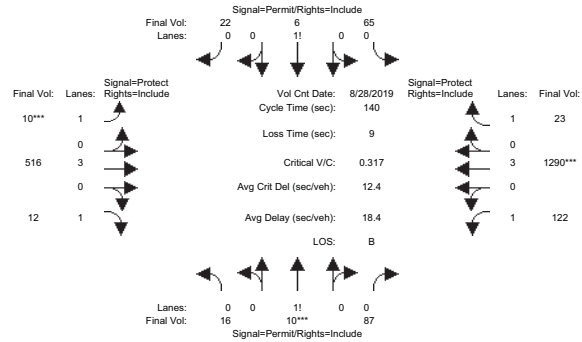 Signal=Permit/Rights=Include
Final Vol: 22 6 65
Lanes: 0 0 1! 0 0
Signal=Protect Signal=Protect
Final Vol: Lanes: Rights=Include Vol Cnt Date: 8/28/2019 Rights=Include Lanes: Final Vol:
Cycle Time (sec): 140
10*** 1 1 23
Loss Time (sec): 9
0 0
516 3 Critical V/C: 0.317 3 1290***
0 Avg Crit Del (sec/veh): 12.4 0
12 1 Avg Delay (sec/veh): 18.4 1 122
LOS: B
Lanes: 0 0 1! 0 0
Final Vol: 16 10*** 87
Signal=Permit/Rights=Include